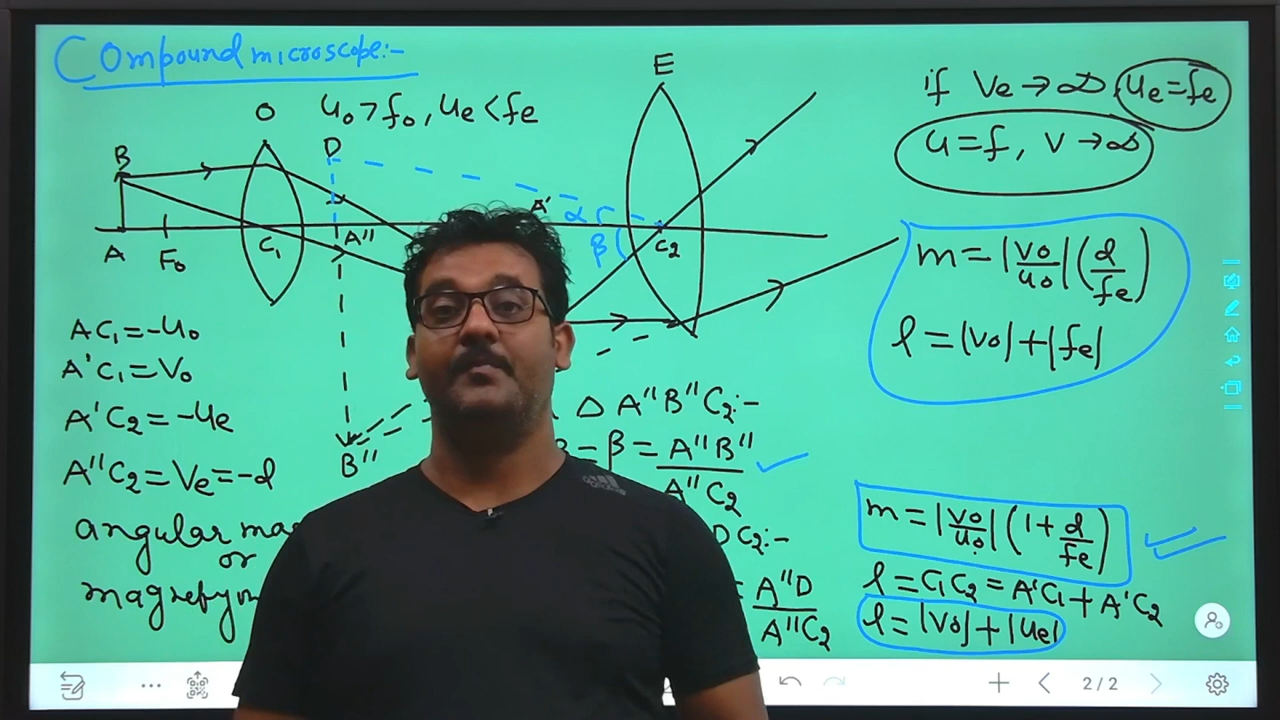 Compound microscope:-
E
O
u₀ > f₀, ue < fe
if ve → ∞, ue = fe
u = f, v → ∞
B
D
A'
α
β
A
F₀
C₁
A''
C₂
m = |v₀/u₀| (d/fe)
l = |v₀| + |fe|
AC₁ = -u₀
A'C₁ = v₀
A'C₂ = -ue
A''C₂ = ve = -d
B''
Δ A''B''C₂:-
β = A''B''/A''C₂
DC₂:-
= A''D/A''C₂
or
m = |v₀/u₀| (1 + d/fe)
l = C₁C₂ = A'C₁ + A'C₂
l = |v₀| + |ue|
angular
2/2